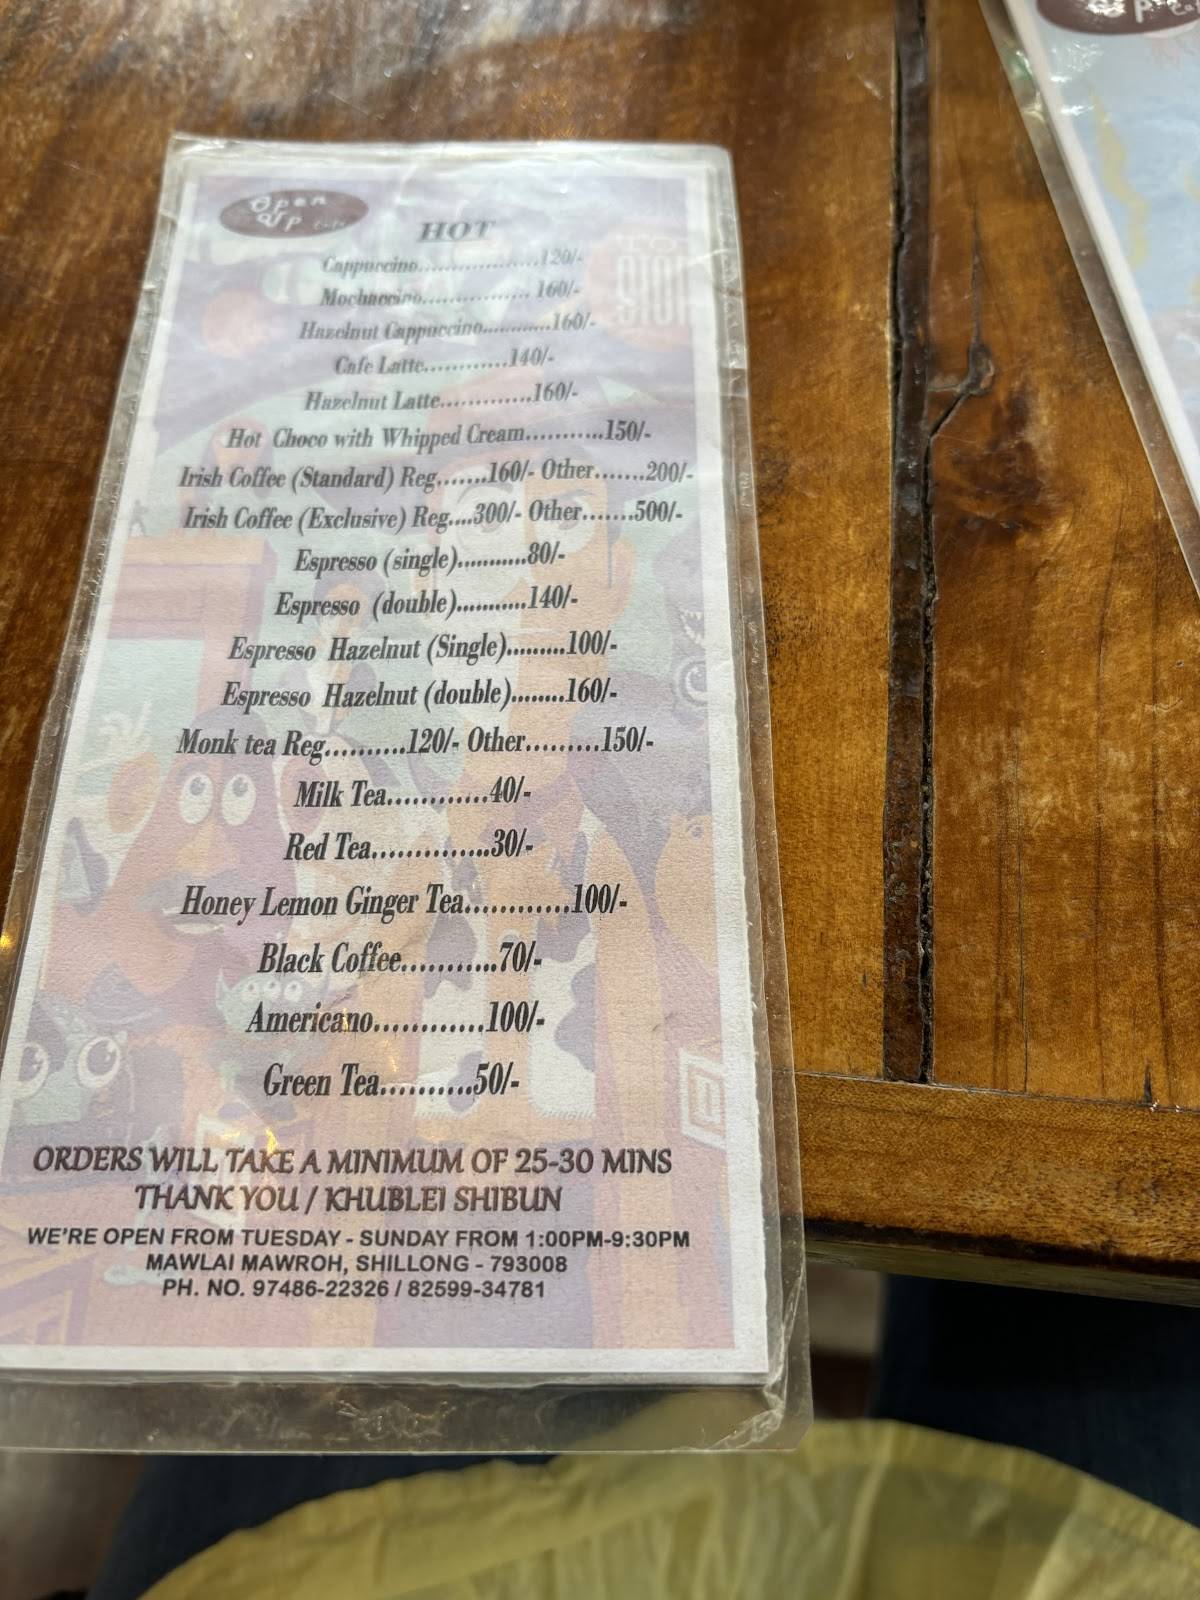 Open
Up Cafe
HOT
Cappuccino....................120/-
Mochaccino.................. 160/-
Hazelnut Cappuccino............160/-
Cafe Latte............140/-
Hazelnut Latte.............160/-
Hot Choco with Whipped Cream...........150/-
Irish Coffee (Standard) Reg.......160/- Other.......200/-
Irish Coffee (Exclusive) Reg....300/- Other.......500/-
Espresso (single)...........80/-
Espresso (double)...........140/-
Espresso Hazelnut (Single).........100/-
Espresso Hazelnut (double)........160/-
Monk tea Reg..........120/- Other.........150/-
Milk Tea............40/-
Red Tea..............30/-
Honey Lemon Ginger Tea............100/-
Black Coffee...........70/-
Americano.............100/-
Green Tea..........50/-
ORDERS WILL TAKE A MINIMUM OF 25-30 MINS
THANK YOU / KHUBLEI SHIBUN
WE'RE OPEN FROM TUESDAY - SUNDAY FROM 1:00PM-9:30PM
MAWLAI MAWROH, SHILLONG - 793008
PH. NO. 97486-22326 / 82599-34781